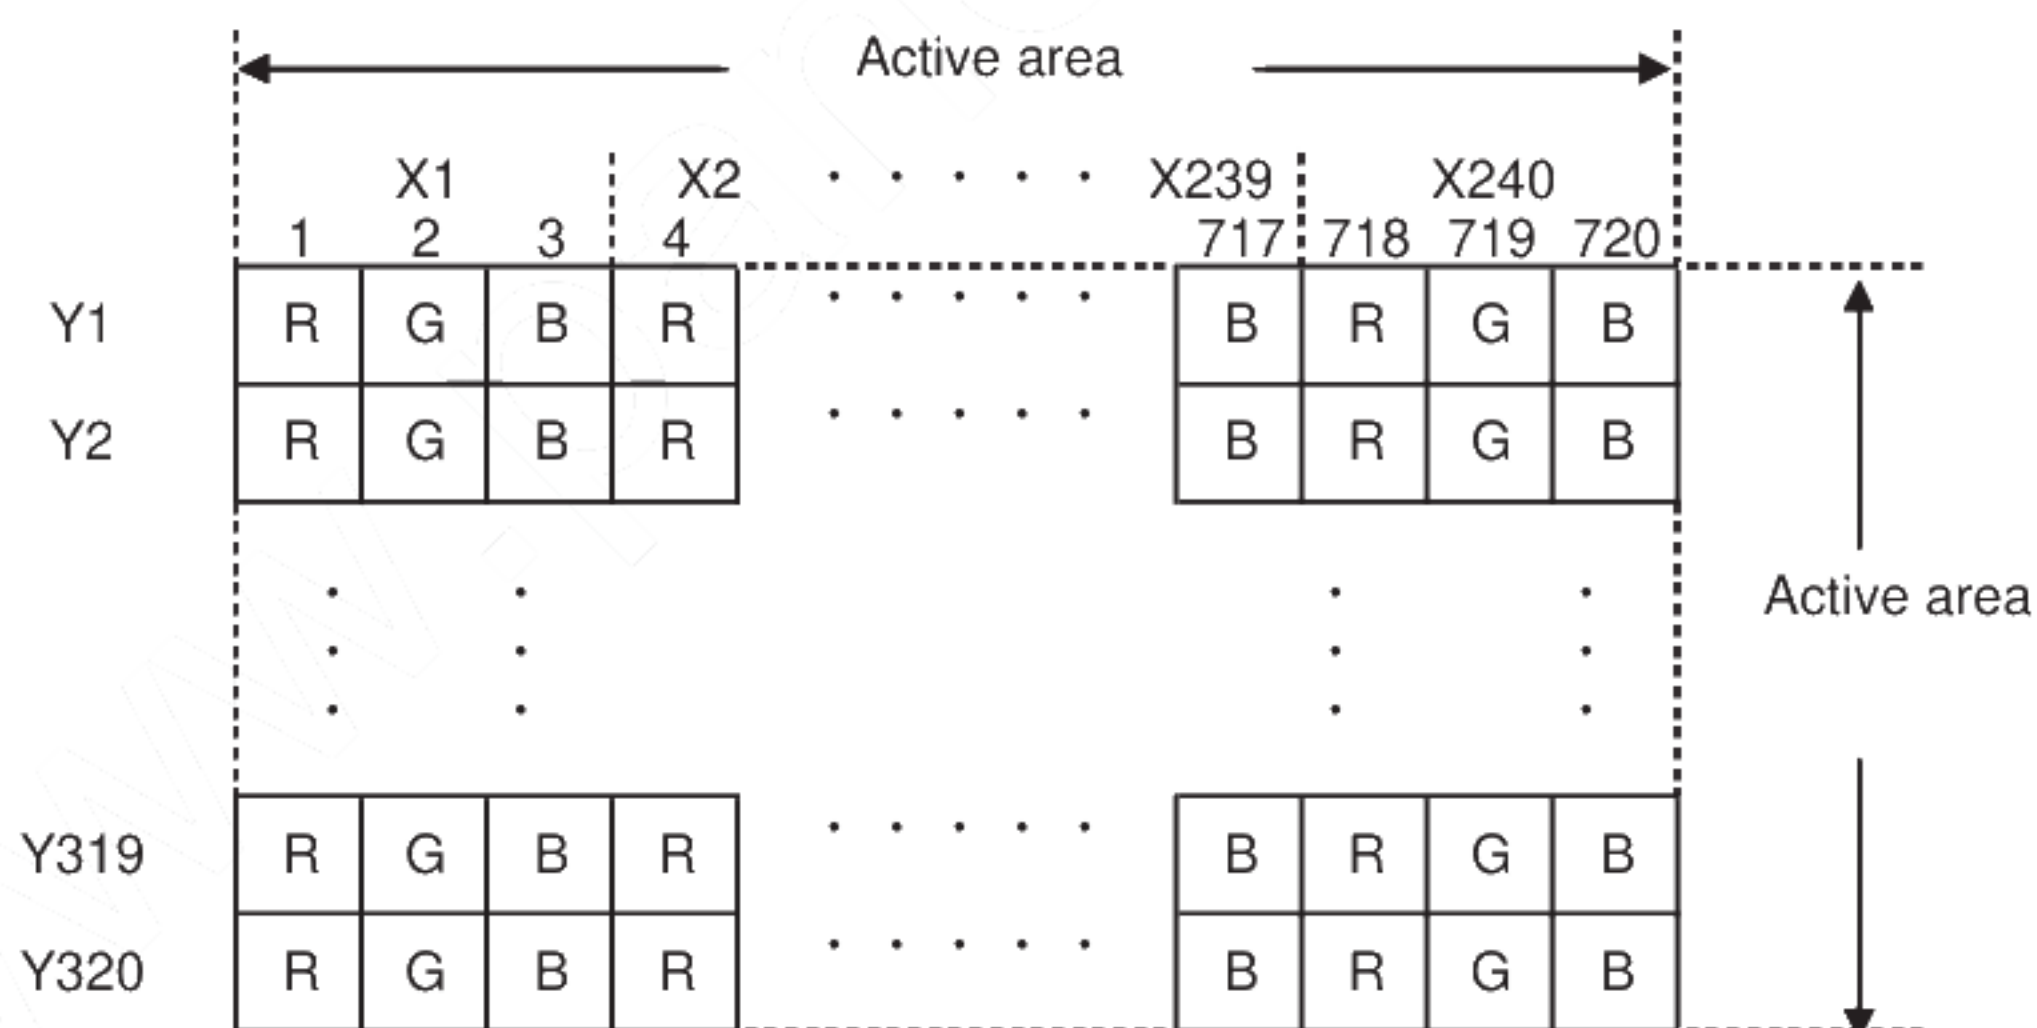 Active area
X1 X2 . . . . . X239 X240
1 2 3 4 717 718 719 720
Y1 R G B R . . . . . B R G B
Y2 R G B R . . . . . B R G B
Active area
Y319 R G B R . . . . . B R G B
Y320 R G B R . . . . . B R G B